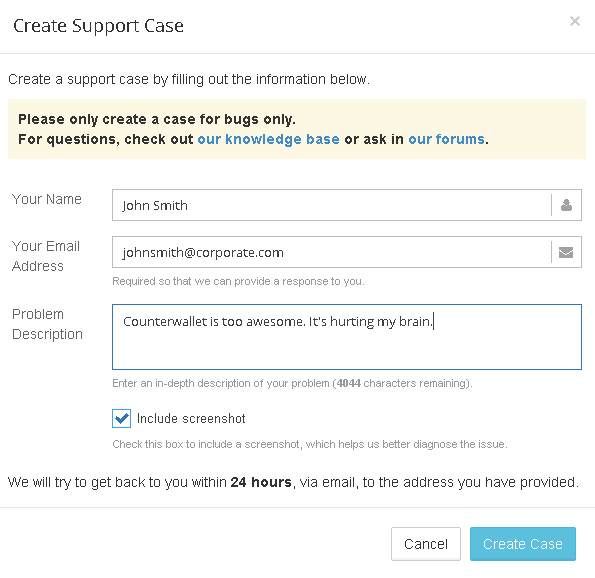 Create Support Case
×
Create a support case by filling out the information below.
Please only create a case for bugs only.
For questions, check out our knowledge base or ask in our forums.
Your Name
John Smith
Your Email
Address
johnsmith@corporate.com
Required so that we can provide a response to you.
Problem
Description
Counterwallet is too awesome. It's hurting my brain.
Enter an in-depth description of your problem (4044 characters remaining).
Include screenshot
Check this box to include a screenshot, which helps us better diagnose the issue.
We will try to get back to you within 24 hours, via email, to the address you have provided.
Cancel
Create Case